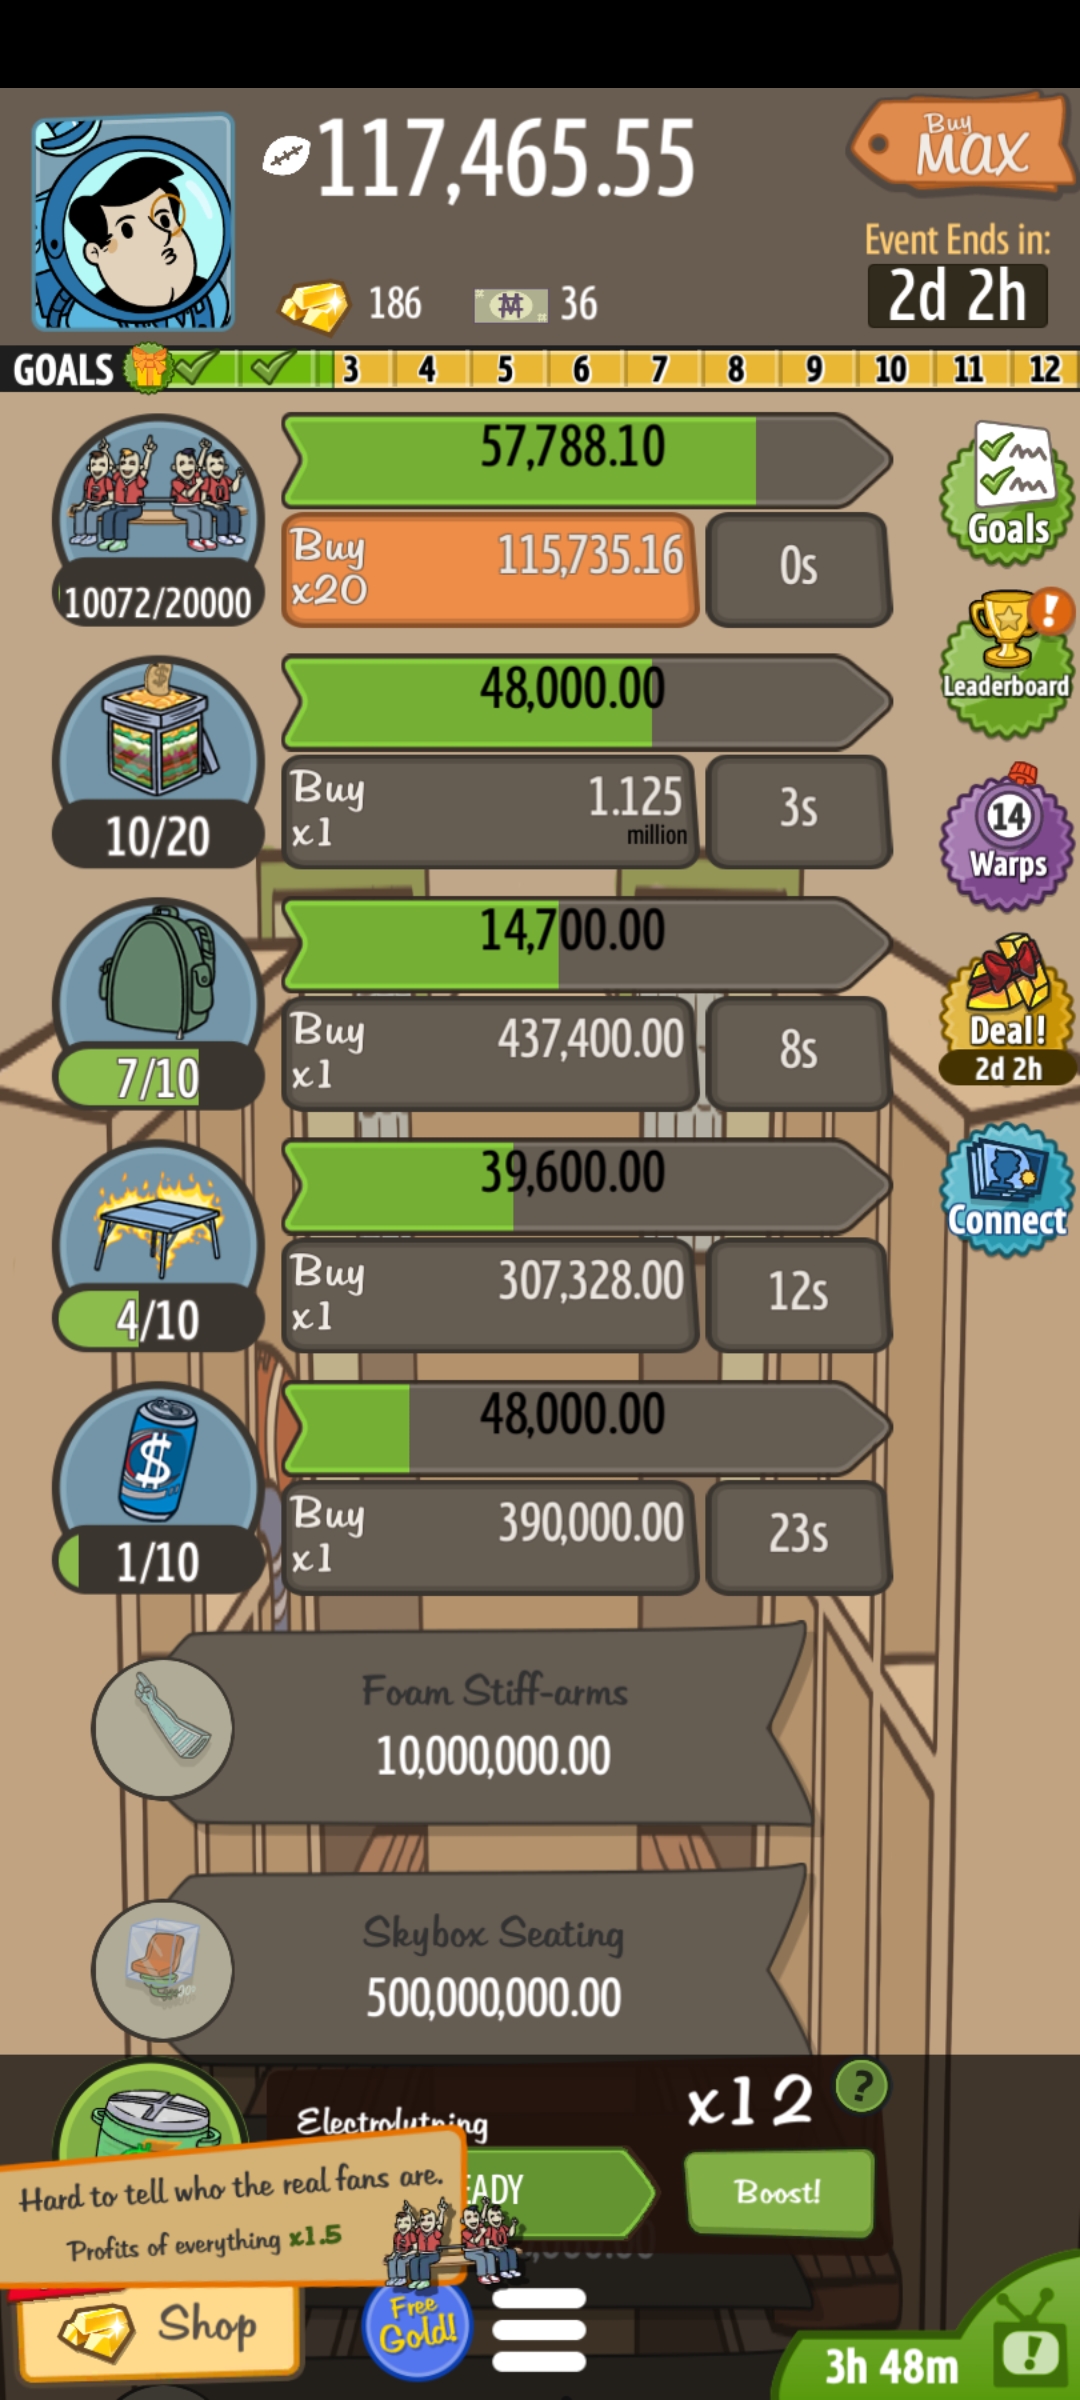 117,465.55
Buy
MAX
Event Ends in:
2d 2h
186
36
GOALS 3 4 5 6 7 8 9 10 11 12
57,788.10
Buy
x20
115,735.16
0s
10072/20000
Goals
48,000.00
Buy
x1
1.125
million
3s
10/20
Leaderboard
14
Warps
14,700.00
Buy
x1
437,400.00
8s
7/10
Deal!
2d 2h
39,600.00
Buy
x1
307,328.00
12s
4/10
Connect
48,000.00
Buy
x1
390,000.00
23s
1/10
Foam Stiff-arms
10,000,000.00
Skybox Seating
500,000,000.00
x12
?
Boost!
Hard to tell who the real fans are.
Profits of everything x1.5
Shop
Free
Gold!
3h 48m